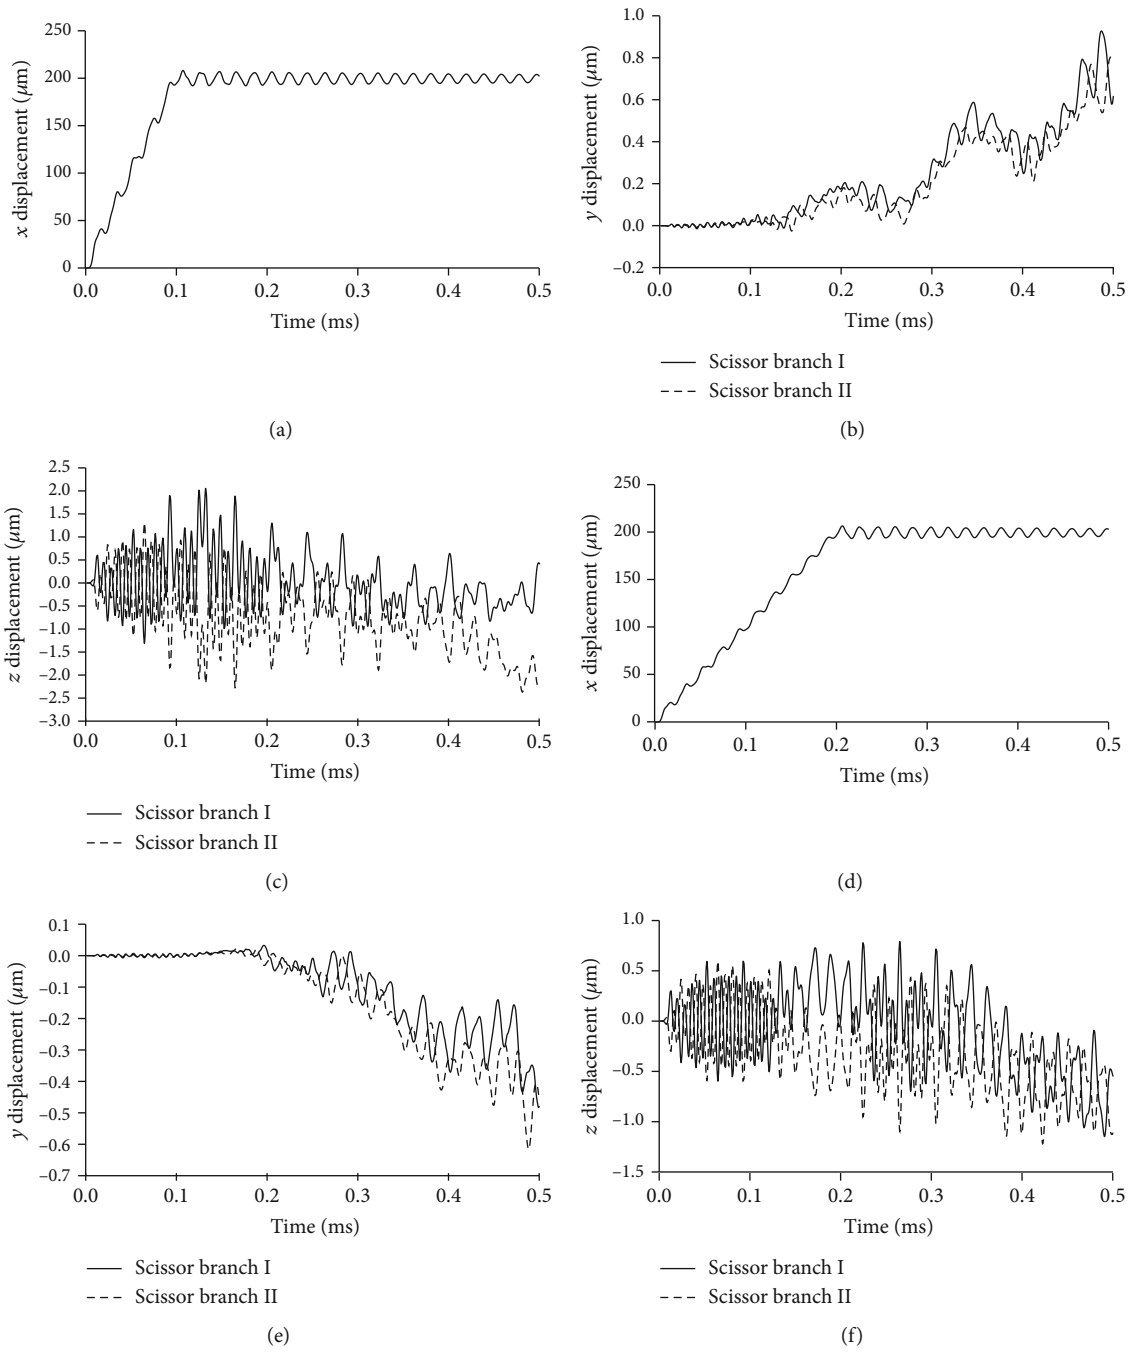 250
200
150
100
50
0
x displacement (μm)
0.0 0.1 0.2 0.3 0.4 0.5
Time (ms)
(a)
1.0
0.8
0.6
0.4
0.2
0.0
–0.2
y displacement (μm)
0.0 0.1 0.2 0.3 0.4 0.5
Time (ms)
Scissor branch I
Scissor branch II
(b)
2.5
2.0
1.5
1.0
0.5
0.0
–0.5
–1.0
–1.5
–2.0
–2.5
–3.0
z displacement (μm)
0.0 0.1 0.2 0.3 0.4 0.5
Time (ms)
Scissor branch I
Scissor branch II
(c)
250
200
150
100
50
0
x displacement (μm)
0.0 0.1 0.2 0.3 0.4 0.5
Time (ms)
(d)
0.1
0.0
–0.1
–0.2
–0.3
–0.4
–0.5
–0.6
–0.7
y displacement (μm)
0.0 0.1 0.2 0.3 0.4 0.5
Time (ms)
Scissor branch I
Scissor branch II
(e)
1.0
0.5
0.0
–0.5
–1.0
–1.5
z displacement (μm)
0.0 0.1 0.2 0.3 0.4 0.5
Time (ms)
Scissor branch I
Scissor branch II
(f)